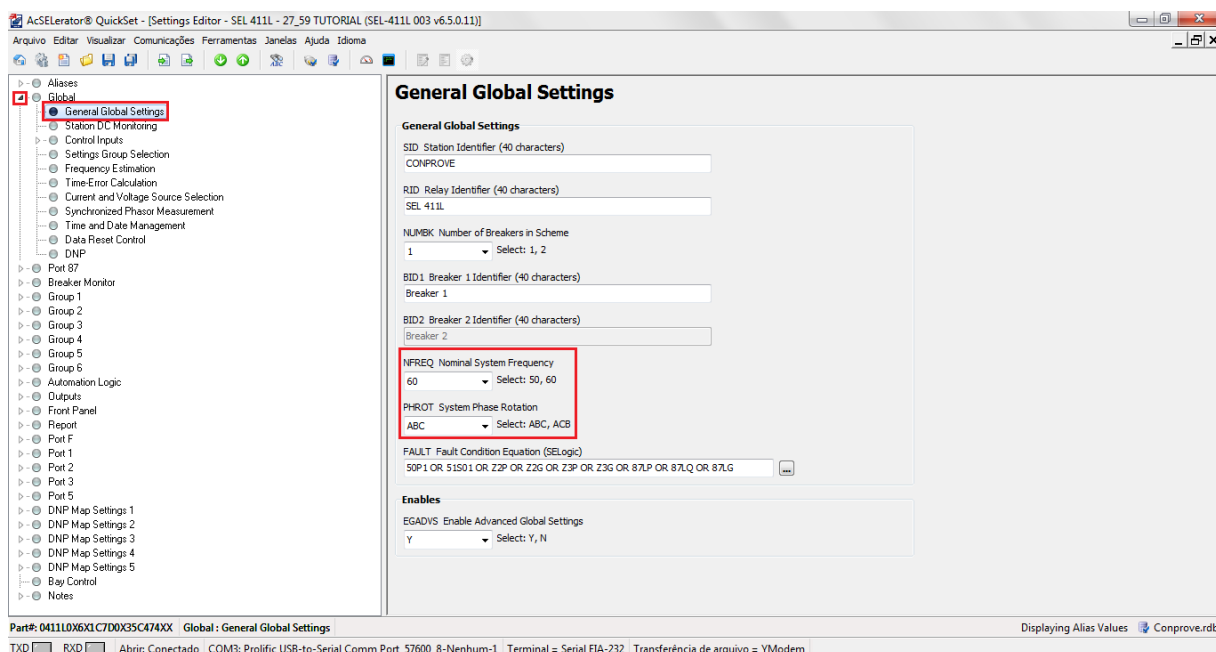 AcSELerator® QuickSet - [Settings Editor - SEL 411L - 27_59 TUTORIAL (SEL-411L 003 v6.5.0.11)]
Arquivo Editar Visualizar Comunicações Ferramentas Janelas Ajuda Idioma
Aliases
Global
General Global Settings
Station DC Monitoring
Control Inputs
Settings Group Selection
Frequency Estimation
Time-Error Calculation
Current and Voltage Source Selection
Synchronized Phasor Measurement
Time and Date Management
Data Reset Control
DNP
Port 87
Breaker Monitor
Group 1
Group 2
Group 3
Group 4
Group 5
Group 6
Automation Logic
Outputs
Front Panel
Report
Port F
Port 1
Port 2
Port 3
Port 5
DNP Map Settings 1
DNP Map Settings 2
DNP Map Settings 3
DNP Map Settings 4
DNP Map Settings 5
Bay Control
Notes
General Global Settings
General Global Settings
SID Station Identifier (40 characters)
CONPROVE
RID Relay Identifier (40 characters)
SEL 411L
NUMBK Number of Breakers in Scheme
1 Select: 1, 2
BID1 Breaker 1 Identifier (40 characters)
Breaker 1
BID2 Breaker 2 Identifier (40 characters)
Breaker 2
NFREQ Nominal System Frequency
60 Select: 50, 60
PHROT System Phase Rotation
ABC Select: ABC, ACB
FAULT Fault Condition Equation (SELogic)
50P1 OR 51S01 OR Z2P OR Z2G OR Z3P OR Z3G OR 87LP OR 87LQ OR 87LG ...
Enables
EGADVS Enable Advanced Global Settings
Y Select: Y, N
Part#: 0411L0X6X1C7D0X35C474XX Global : General Global Settings Displaying Alias Values Conprove.rdb
TXD RXD Abrir: Conectado COM3: Prolific USB-to-Serial Comm Port 57600 8-Nenhum-1 Terminal = Serial EIA-232 Transferência de arquivo = YModem